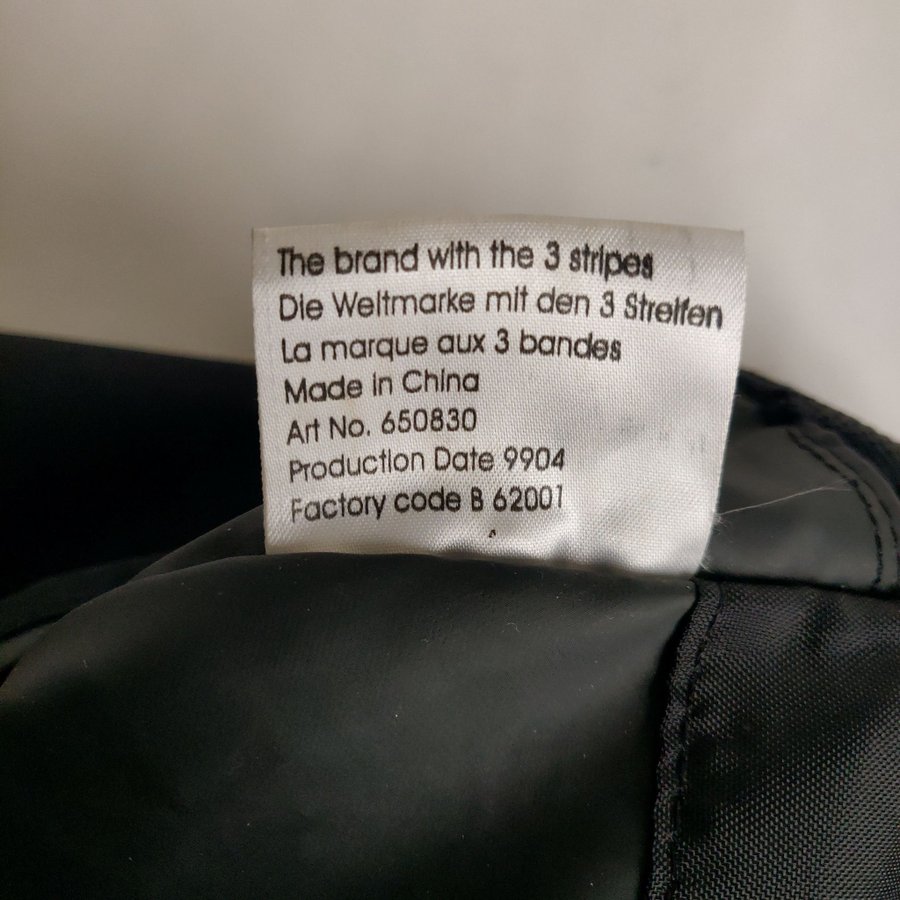 The brand with the 3 stripes
Die Weltmarke mit den 3 Streifen
La marque aux 3 bandes
Made in China
Art No. 650830
Production Date 9904
Factory code B 62001